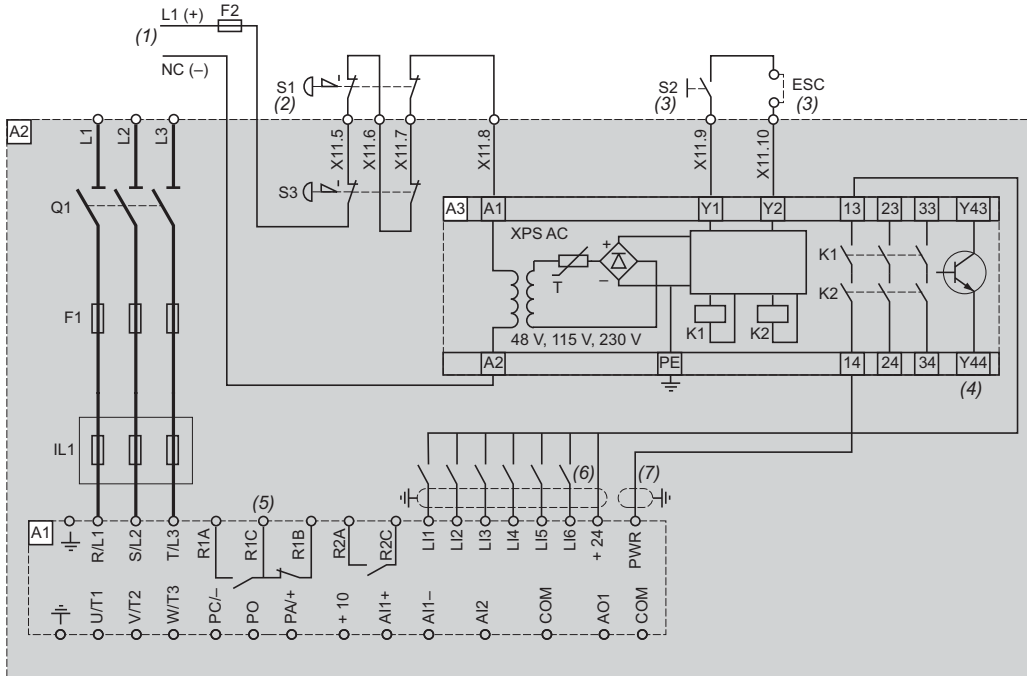 L1 (+) F2
(1)
NC (–)
S1
(2)
S2
(3)
ESC
(3)
A2
L1
L2
L3
X11.5
X11.6
X11.7
X11.8
X11.9
X11.10
S3
Q1
A3 A1 Y1 Y2 13 23 33 Y43
XPS AC
+
–
T
K1
K2
K1 K2
48 V, 115 V, 230 V
F1
A2 PE 14 24 34 Y44
(4)
IL1
(6) (7)
(5)
A1
R/L1
S/L2
T/L3
R1A
R1C
R1B
R2A
R2C
LI1
LI2
LI3
LI4
LI5
LI6
+ 24
PWR
U/T1
V/T2
W/T3
PC/–
PO
PA/+
+ 10
AI1+
AI1–
AI2
COM
AO1
COM